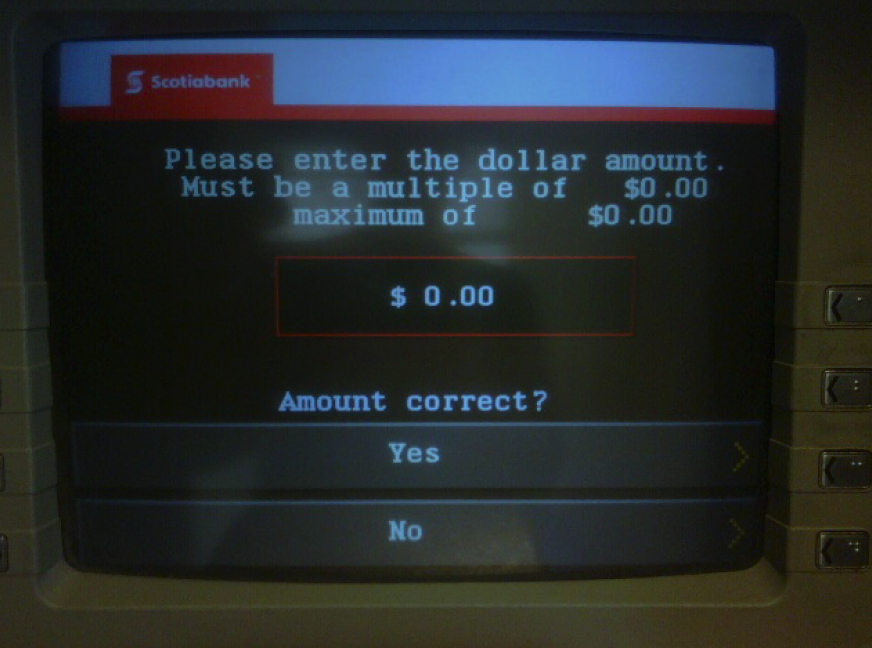 Scotiabank
Please enter the dollar amount.
Must be a multiple of $0.00
maximum of $0.00
$ 0.00
Amount correct?
Yes
No